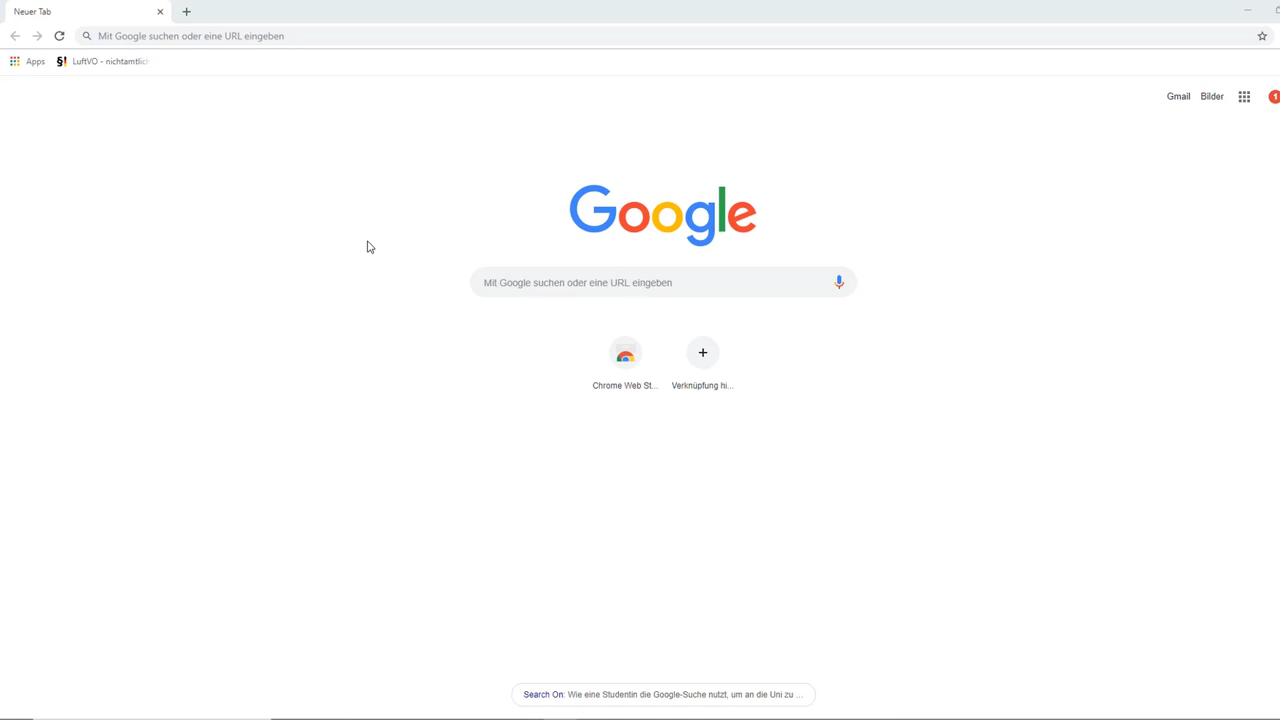 Neuer Tab
Mit Google suchen oder eine URL eingeben
Apps
LuftVO - nichtamtlich
Gmail
Bilder
1
Google
Mit Google suchen oder eine URL eingeben
Chrome Web St...
Verknüpfung hi...
Search On: Wie eine Studentin die Google-Suche nutzt, um an die Uni zu ...